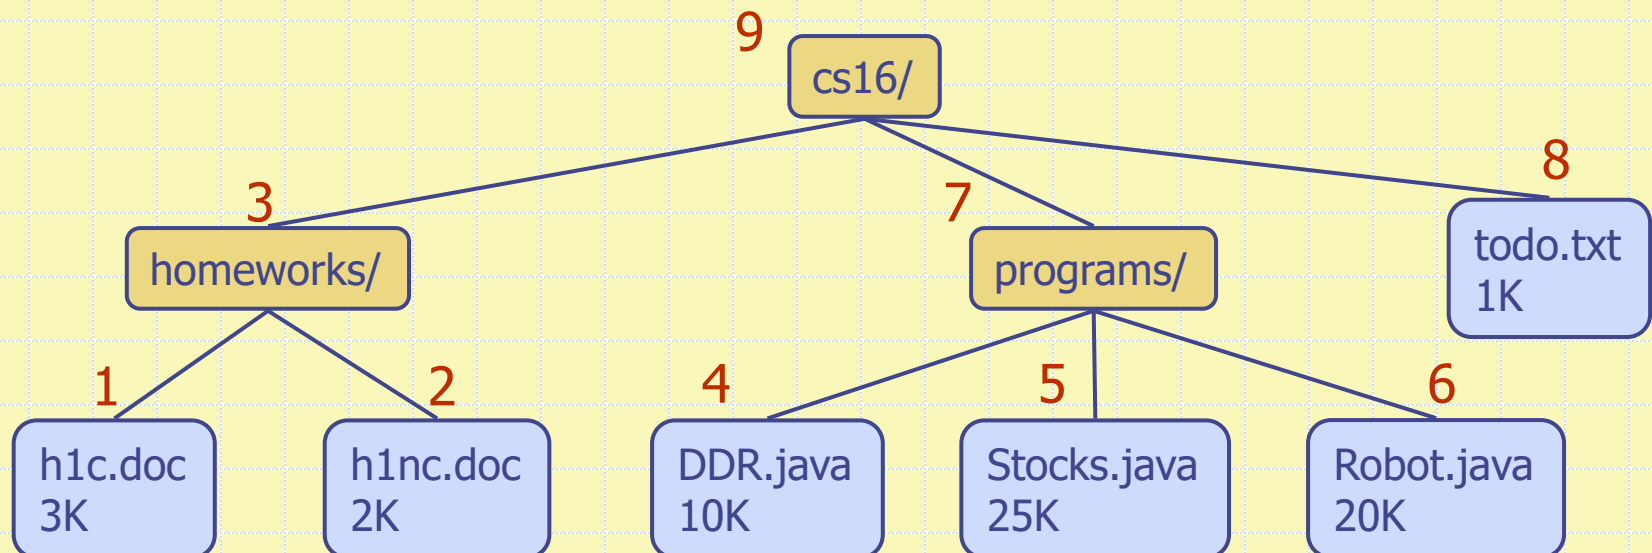 9
cs16/
3
homeworks/
7
programs/
8
todo.txt
1K
1
h1c.doc
3K
2
h1nc.doc
2K
4
DDR.java
10K
5
Stocks.java
25K
6
Robot.java
20K